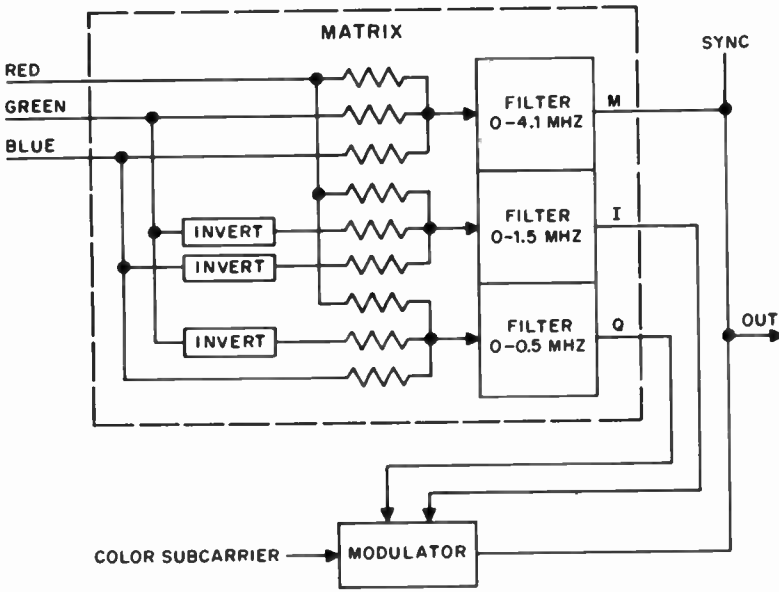 MATRIX
SYNC
RED
GREEN
BLUE
FILTER
0-4.1 MHZ
M
INVERT
INVERT
FILTER
0-1.5 MHZ
I
INVERT
FILTER
0-0.5 MHZ
Q
OUT
COLOR SUBCARRIER
MODULATOR